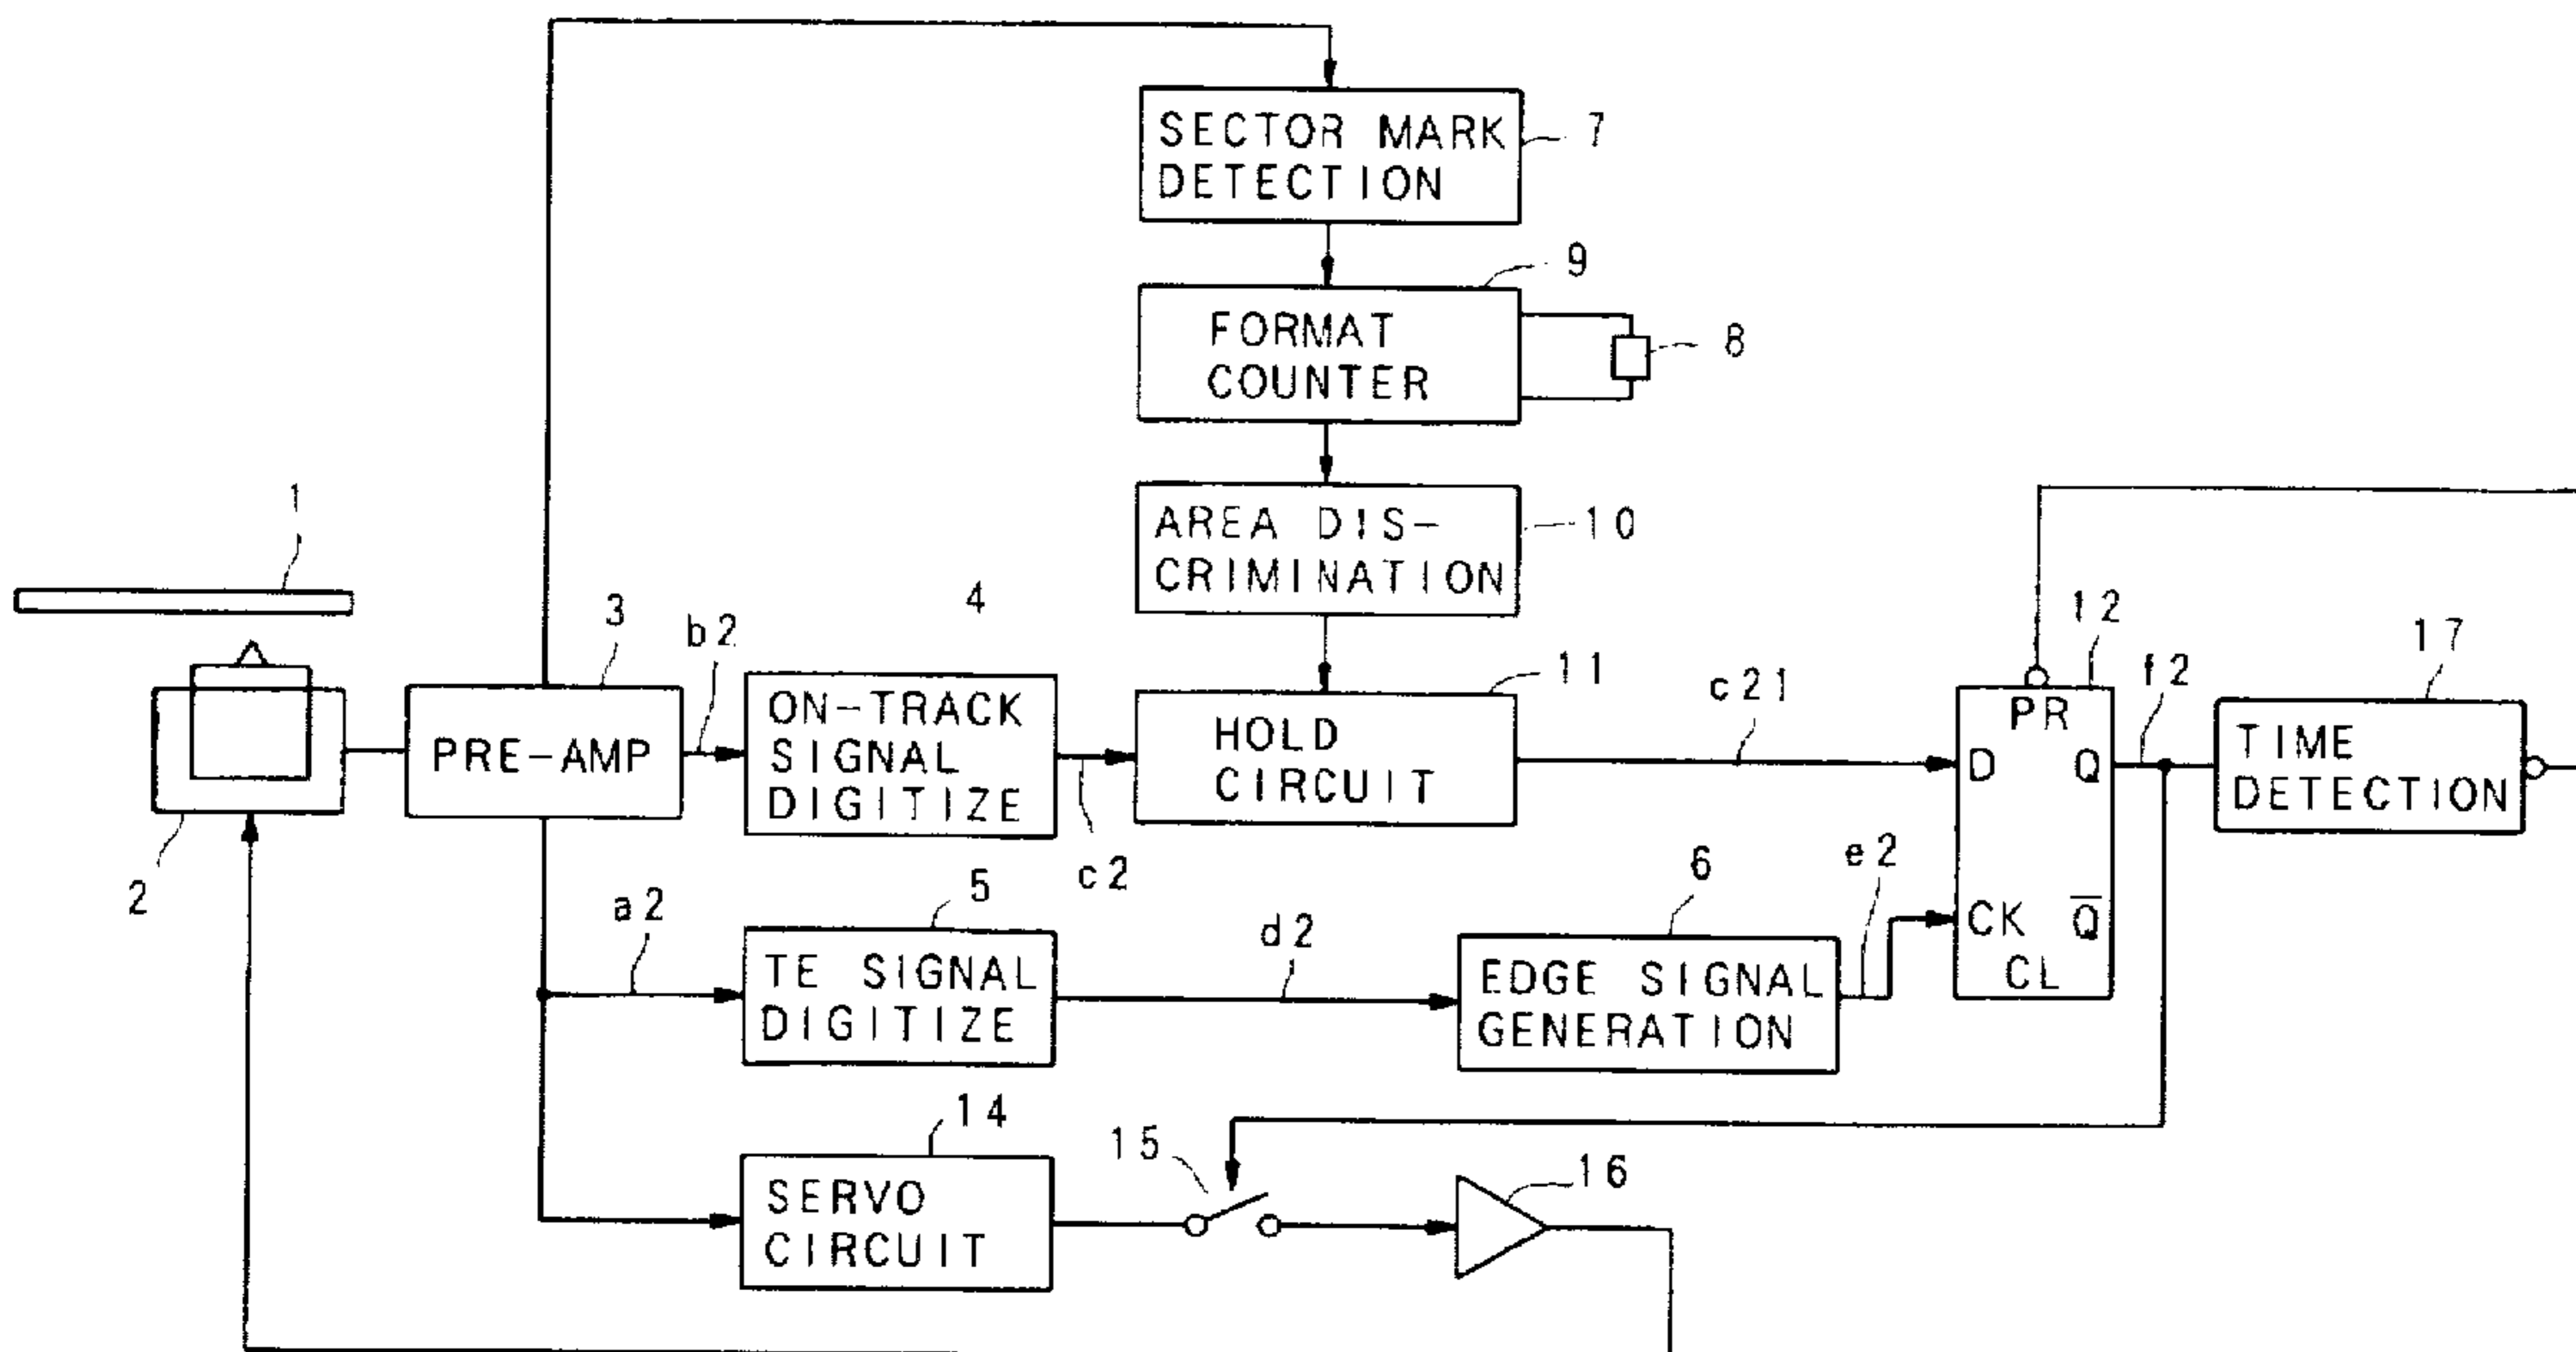 SECTOR MARK
DETECTION
7
9
FORMAT
COUNTER
8
1
AREA DIS-
CRIMINATION
10
3
b2
4
11
c21
12
f2
17
PRE-AMP
ON-TRACK
SIGNAL
DIGITIZE
HOLD
CIRCUIT
PR
D Q
TIME
DETECTION
2
c2
a2
5
d2
6
e2
TE SIGNAL
DIGITIZE
EDGE SIGNAL
GENERATION
CK Q̅
CL
14
15
16
SERVO
CIRCUIT